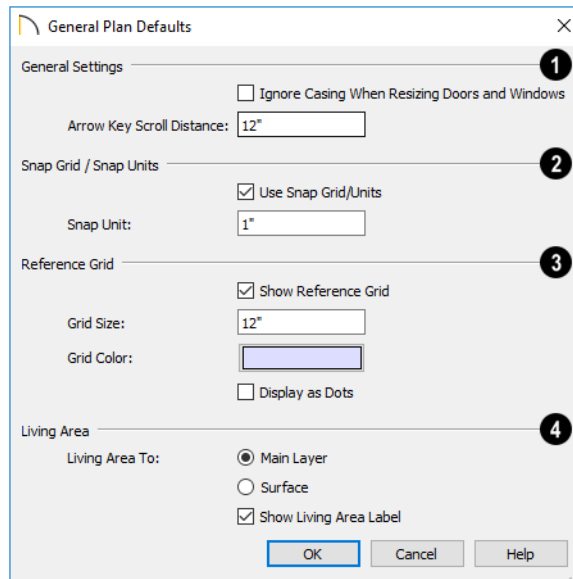 General Plan Defaults
General Settings 1
Ignore Casing When Resizing Doors and Windows
Arrow Key Scroll Distance: 12"
Snap Grid / Snap Units 2
Use Snap Grid/Units
Snap Unit: 1"
Reference Grid 3
Show Reference Grid
Grid Size: 12"
Grid Color:
Display as Dots
Living Area 4
Living Area To: Main Layer
Surface
Show Living Area Label
OK Cancel Help